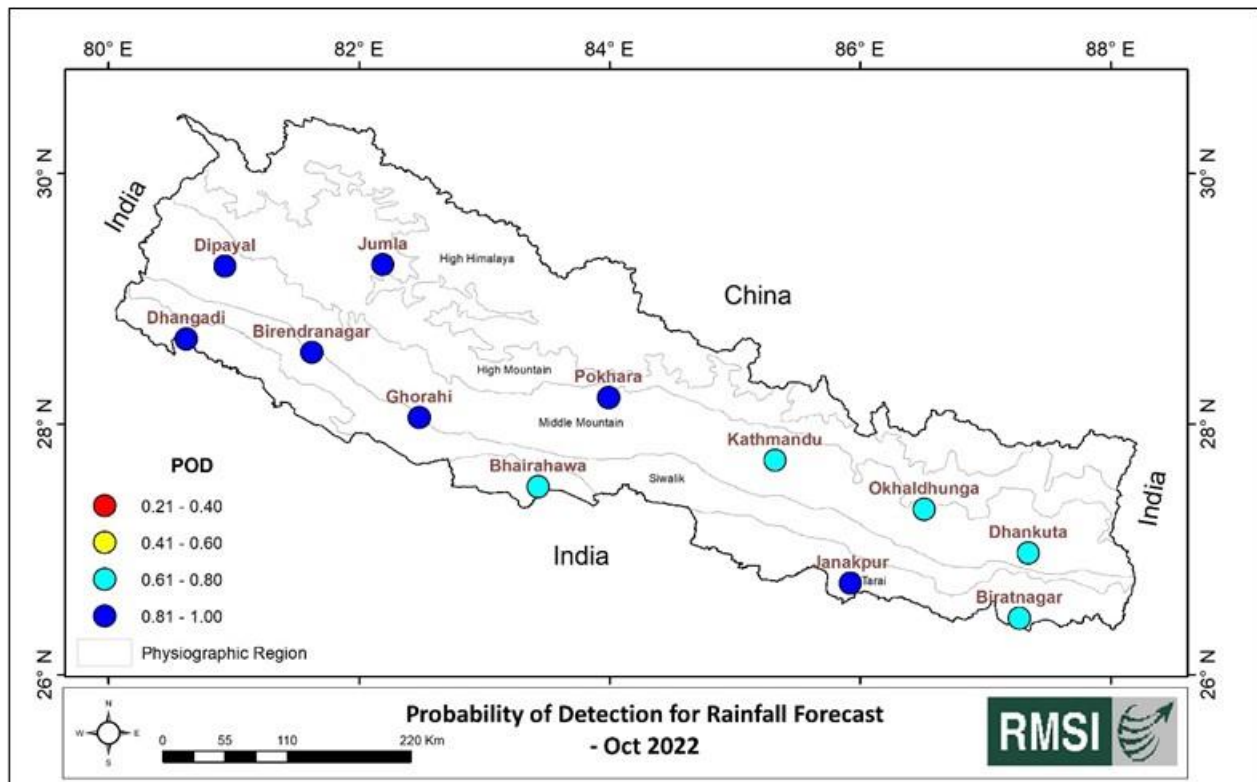 80° E
82° E
84° E
86° E
88° E
30° N
30° N
India
Dipayal
Jumla
High Himalaya
China
Dhangadi
Birendranagar
High Mountain
Pokhara
Ghorahi
Middle Mountain
28° N
28° N
Kathmandu
Bhairahawa
Siwalik
Okhaldhunga
India
Dhankuta
India
Janakpur
Tarai
Biratnagar
POD
0.21 - 0.40
0.41 - 0.60
0.61 - 0.80
0.81 - 1.00
Physiographic Region
26° N
26° N
N
W
E
S
0 55 110 220 Km
Probability of Detection for Rainfall Forecast
- Oct 2022
RMSI